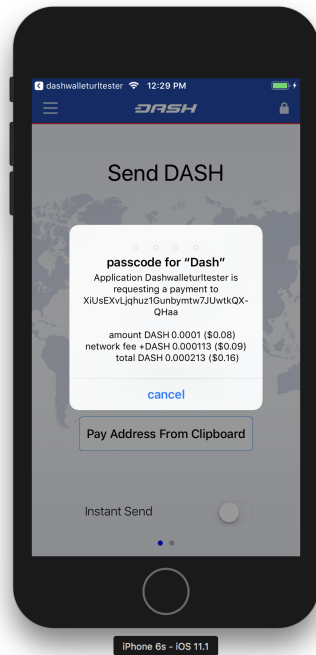 dashwalleturltester 12:29 PM
DASH
Send DASH
passcode for “Dash”
Application Dashwalleturltester is
requesting a payment to
XiUsEXvLjqhuz1Gunbymtw7JUwtkQX-
QHaa
amount DASH 0.0001 ($0.08)
network fee +DASH 0.000113 ($0.09)
total DASH 0.000213 ($0.16)
cancel
Pay Address From Clipboard
Instant Send
iPhone 6s - iOS 11.1